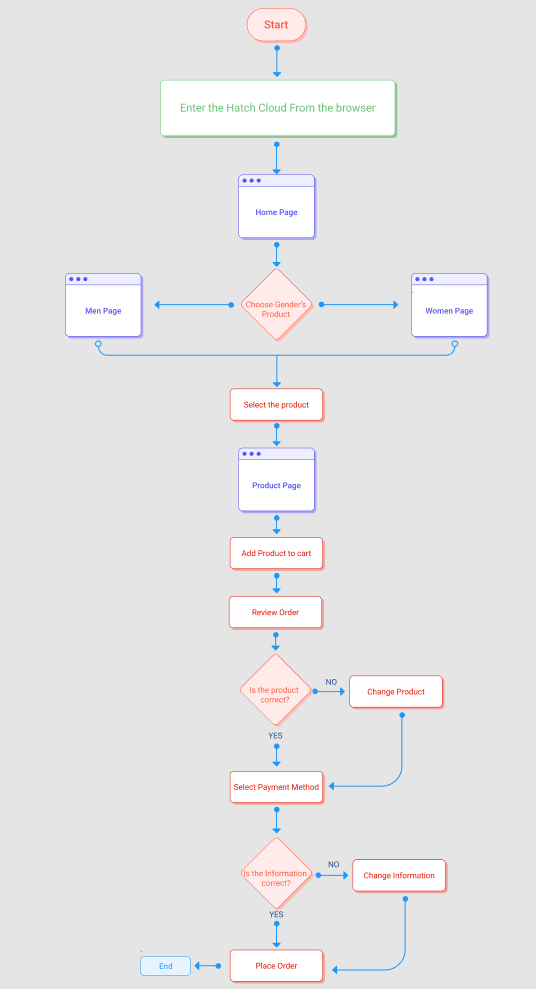 Start
Enter the Hatch Cloud From the browser
Home Page
Men Page
Choose Gender's
Product
Women Page
Select the product
Product Page
Add Product to cart
Review Order
Is the product
correct?
NO
Change Product
YES
Select Payment Method
Is the Information
correct?
NO
Change Information
YES
Place Order
End